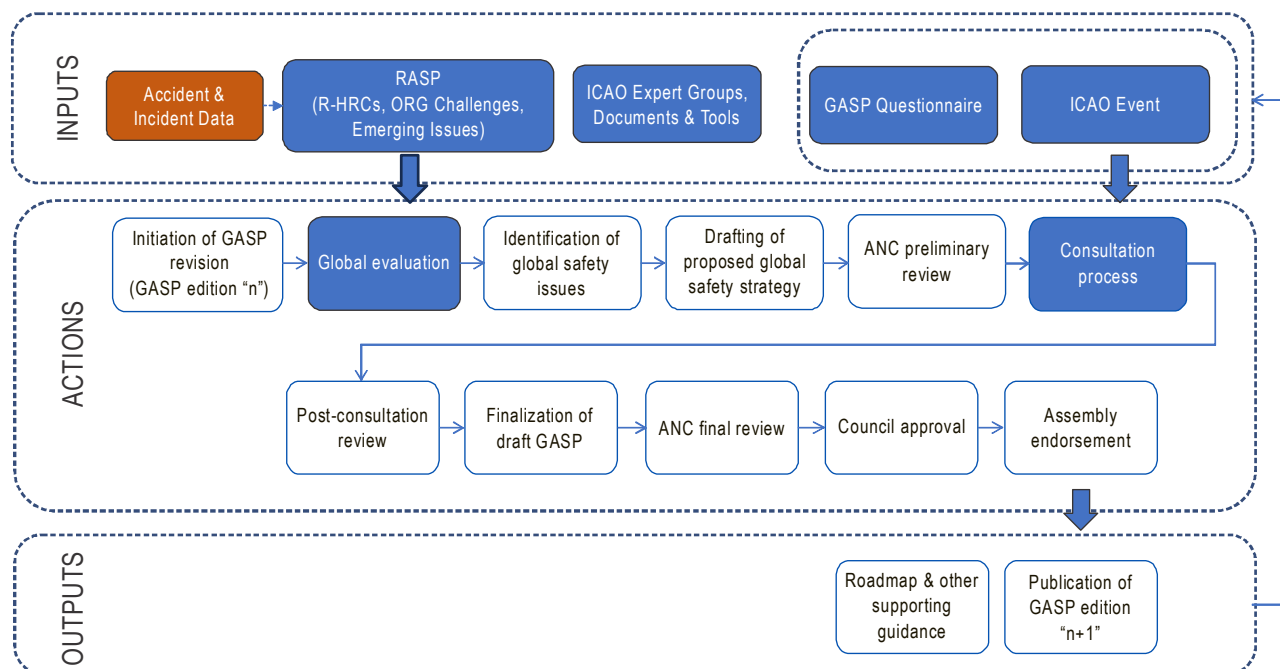 INPUTS
Accident &
Incident Data
RASP
(R-HRCs, ORG Challenges,
Emerging Issues)
ICAO Expert Groups,
Documents & Tools
GASP Questionnaire
ICAO Event
ACTIONS
Initiation of GASP
revision
(GASP edition “n”)
Global evaluation
Identification of
global safety
issues
Drafting of
proposed global
safety strategy
ANC preliminary
review
Consultation
process
Post-consultation
review
Finalization of
draft GASP
ANC final review
Council approval
Assembly
endorsement
OUTPUTS
Roadmap & other
supporting
guidance
Publication of
GASP edition
“n+1”